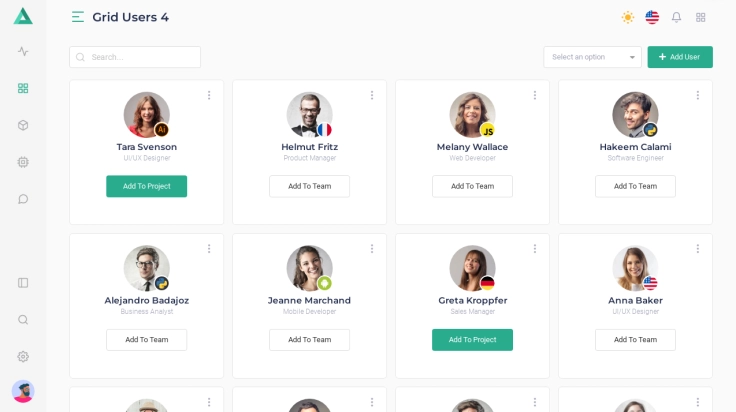 Grid Users 4
Search...
Select an option
Add User
Ai
JS
Tara Svenson
Helmut Fritz
Melany Wallace
Hakeem Calami
UI/UX Designer
Product Manager
Web Developer
Software Engineer
Add To Project
Add To Team
Add To Team
Add To Team
Alejandro Badajoz
Jeanne Marchand
Greta Kroppfer
Anna Baker
Business Analyst
Mobile Developer
Sales Manager
UI/UX Designer
Add To Team
Add To Team
Add To Project
Add To Team